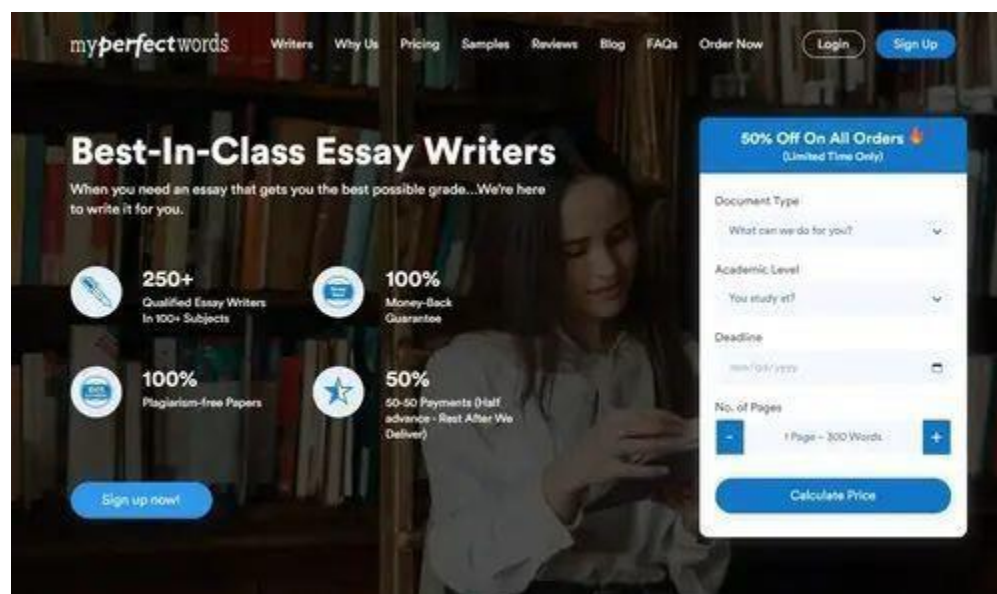 myperfectwords Writers Why Us Pricing Samples Reviews Blog FAQs Order Now Login Sign Up
Best-In-Class Essay Writers
When you need an essay that gets you the best possible grade...We're here
to write it for you.
250+
Qualified Essay Writers
In 100+ Subjects
100%
Money-Back
Guarantee
100%
Plagiarism-free Papers
50%
50-50 Payments (Half
advance - Rest After We
Deliver)
Sign up now!
50% Off On All Orders 🔥
(Limited Time Only)
Document Type
What can we do for you?
Academic Level
You study at?
Deadline
mm/dd/yyyy
No. of Pages
- 1 Page - 300 Words +
Calculate Price